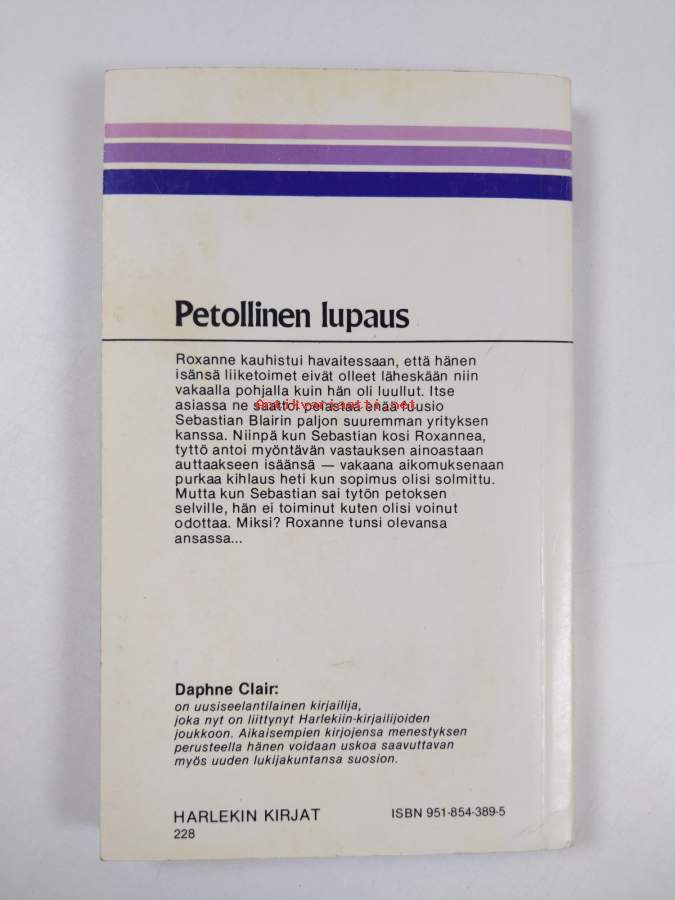 Petollinen lupaus
Roxanne kauhistui havaitessaan, että hänen
isänsä liiketoimet eivät olleet läheskään niin
vakaalla pohjalla kuin hän oli luullut. Itse
asiassa ne saattoi pelastaa enää fuusio
Antikvariaatti.net
Sebastian Blairin paljon suuremman yrityksen
kanssa. Niinpä kun Sebastian kosi Roxannea,
tyttö antoi myöntävän vastauksen ainoastaan
auttaakseen isäänsä — vakaana aikomuksenaan
purkaa kihlaus heti kun sopimus olisi solmittu.
Mutta kun Sebastian sai tytön petoksen
selville, hän ei toiminut kuten olisi voinut
odottaa. Miksi? Roxanne tunsi olevansa
ansassa...
Daphne Clair:
on uusiseelantilainen kirjailija,
joka nyt on liittynyt Harlekiin-kirjailijoiden
joukkoon. Aikaisempien kirjojensa menestyksen
perusteella hänen voidaan uskoa saavuttavan
myös uuden lukijakuntansa suosion.
HARLEKIN KIRJAT
228
ISBN 951-854-389-5